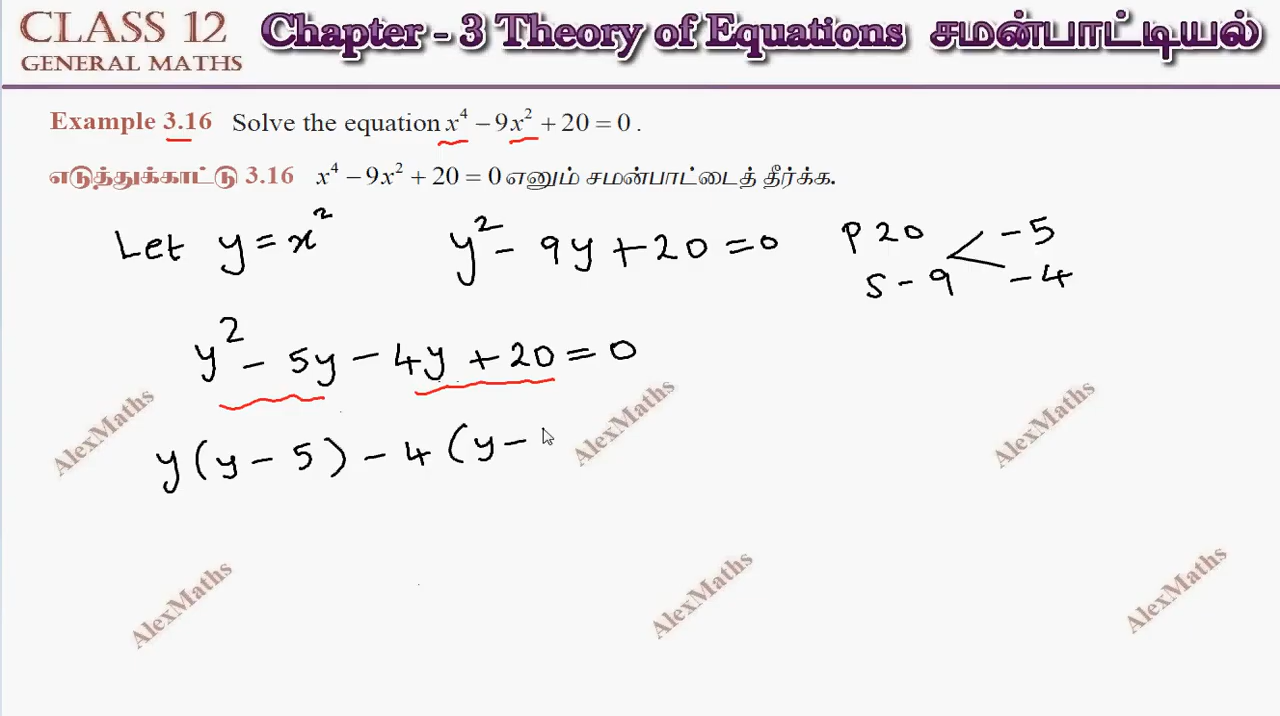 CLASS 12
GENERAL MATHS
Chapter - 3 Theory of Equations சமன்பாட்டியல்
Example 3.16 Solve the equation x⁴ − 9x² + 20 = 0 .
எடுத்துக்காட்டு 3.16 x⁴ − 9x² + 20 = 0 எனும் சமன்பாட்டைத் தீர்க்க.
Let y = x² y² - 9y + 20 = 0 P 20 - 5
S - 9 - 4
y² - 5y - 4y + 20 = 0
y (y - 5) - 4 (y -
AlexMaths
AlexMaths
AlexMaths
AlexMaths
AlexMaths
AlexMaths